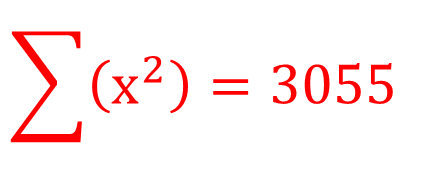 ∑(x²) = 3055